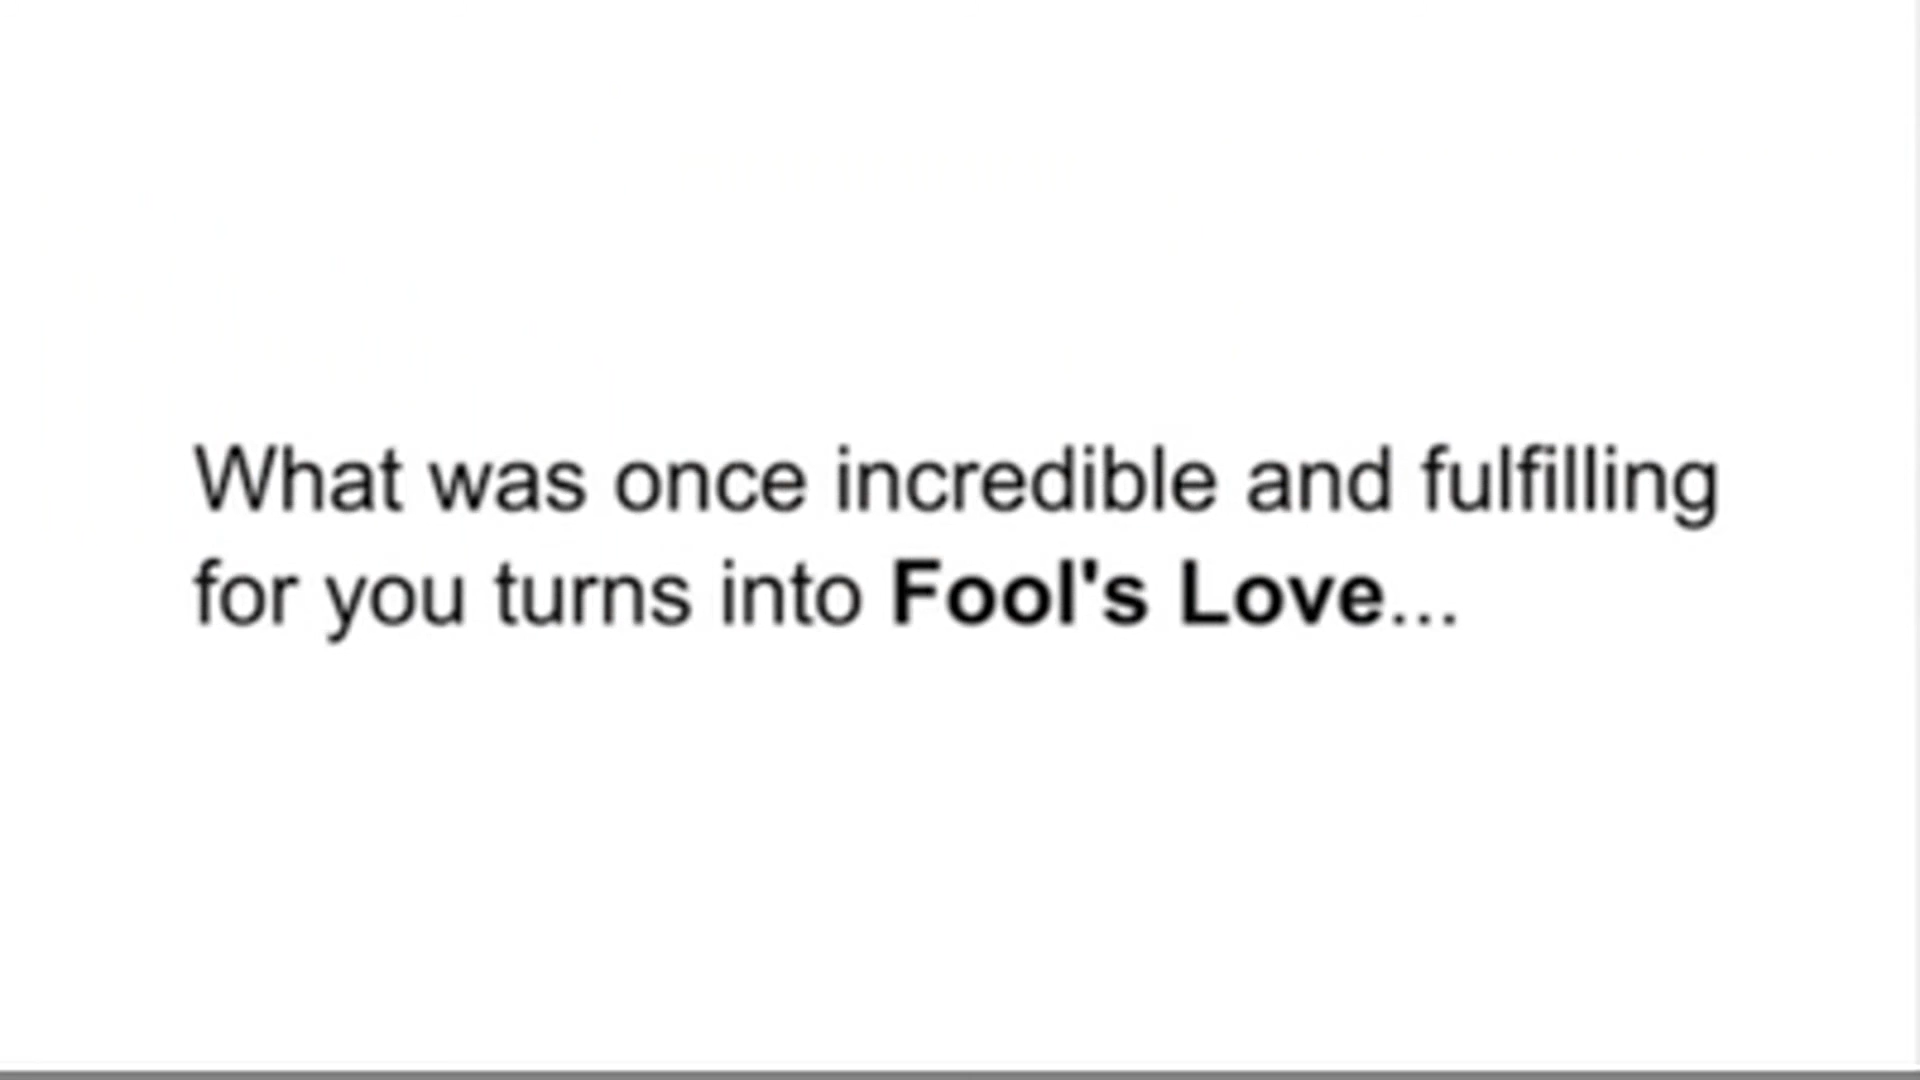 What was once incredible and fulfilling
for you turns into Fool's Love...